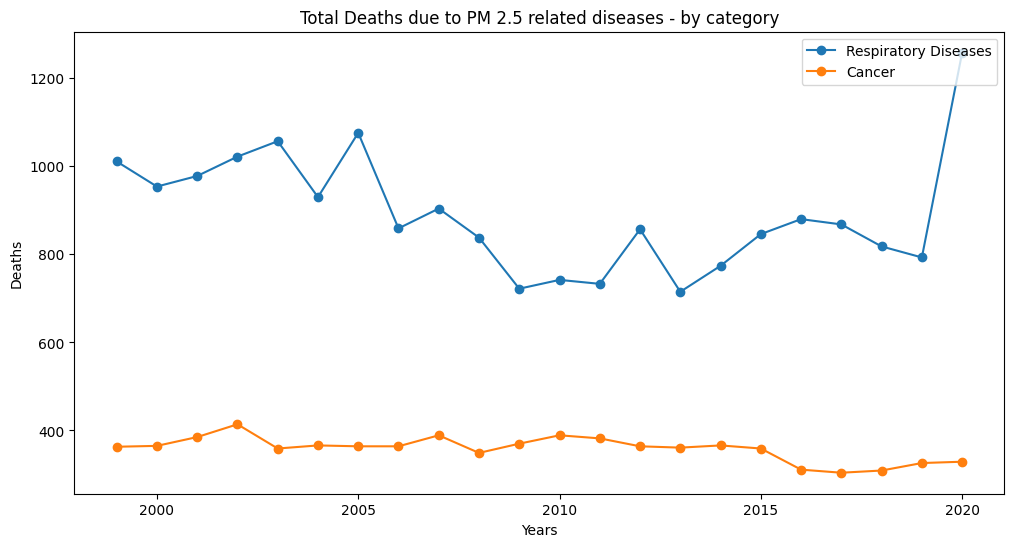 Total Deaths due to PM 2.5 related diseases - by category
Respiratory Diseases
Cancer
1200
1000
800
600
400
Deaths
2000
2005
2010
2015
2020
Years